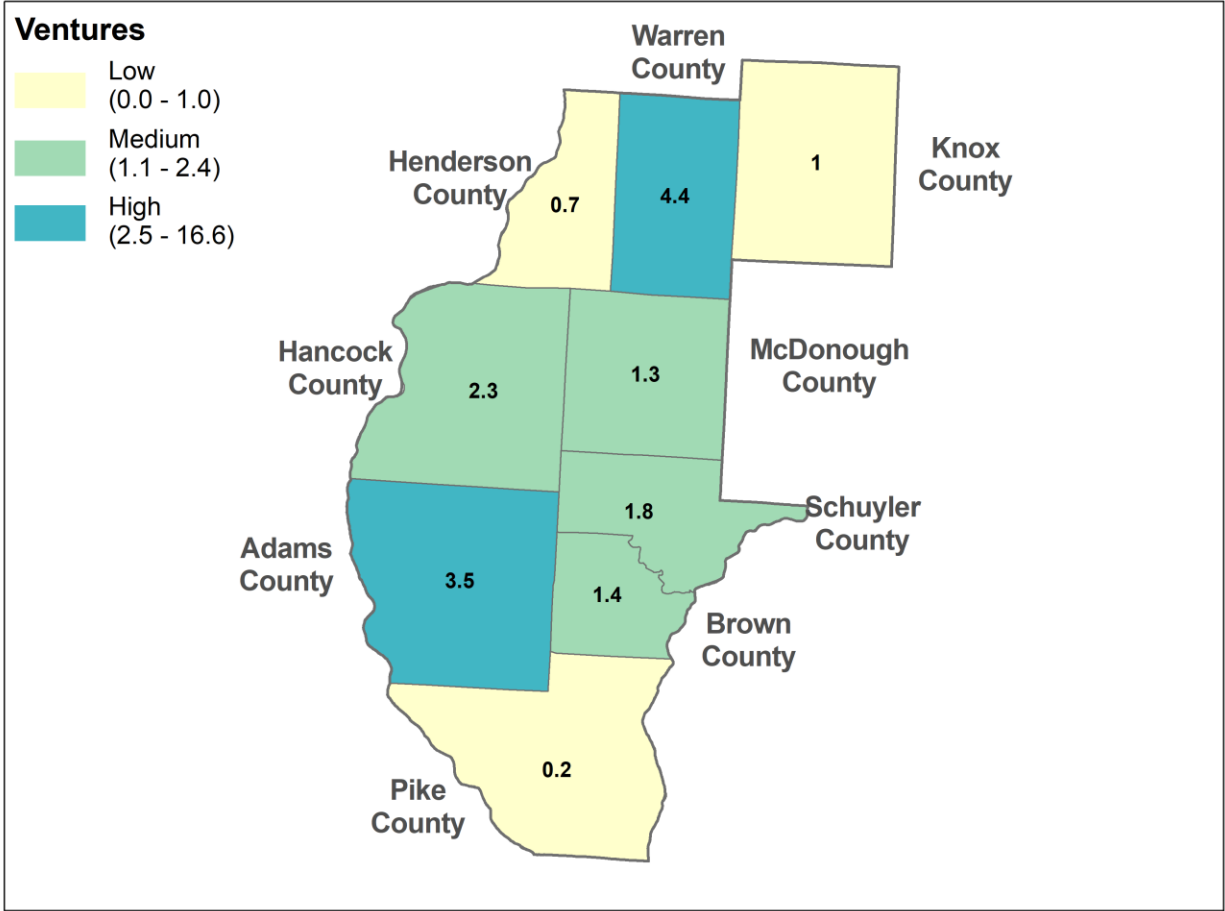 Ventures
Low
(0.0 - 1.0)
Medium
(1.1 - 2.4)
High
(2.5 - 16.6)
Warren
County
Knox
County
1
Henderson
County
0.7
4.4
Hancock
County
2.3
1.3
McDonough
County
1.8
Schuyler
County
Adams
County
3.5
1.4
Brown
County
0.2
Pike
County